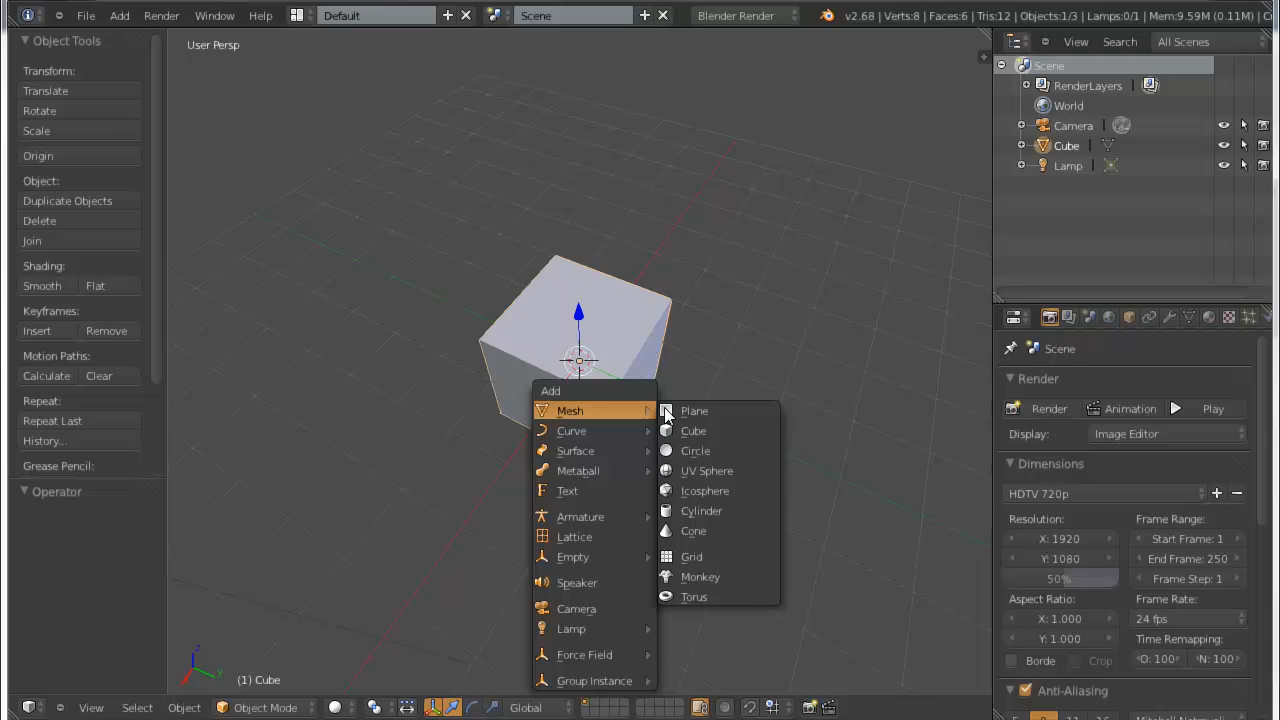 File Add Render Window Help Default Scene Blender Render v2.68 | Verts:8 | Faces:6 | Tris:12 | Objects:1/3 | Lamps:0/1 | Mem:9.59M (0.11M) |
Object Tools
Transform:
Translate
Rotate
Scale
Origin
Object:
Duplicate Objects
Delete
Join
Shading:
Smooth Flat
Keyframes:
Insert Remove
Motion Paths:
Calculate Clear
Repeat:
Repeat Last
History...
Grease Pencil:
Operator
User Persp
Add
Mesh
Curve
Surface
Metaball
Text
Armature
Lattice
Empty
Speaker
Camera
Lamp
Force Field
Group Instance
Plane
Cube
Circle
UV Sphere
Icosphere
Cylinder
Cone
Grid
Monkey
Torus
(1) Cube
View Select Object Object Mode Global
View Search All Scenes
Scene
RenderLayers
World
Camera
Cube
Lamp
Scene
Render
Render Animation Play
Display: Image Editor
Dimensions
HDTV 720p
Resolution: Frame Range:
X: 1920 Start Frame: 1
Y: 1080 End Frame: 250
50% Frame Step: 1
Aspect Ratio: Frame Rate:
X: 1.000 24 fps
Y: 1.000 Time Remapping:
Borde Crop O: 100 N: 100
Anti-Aliasing